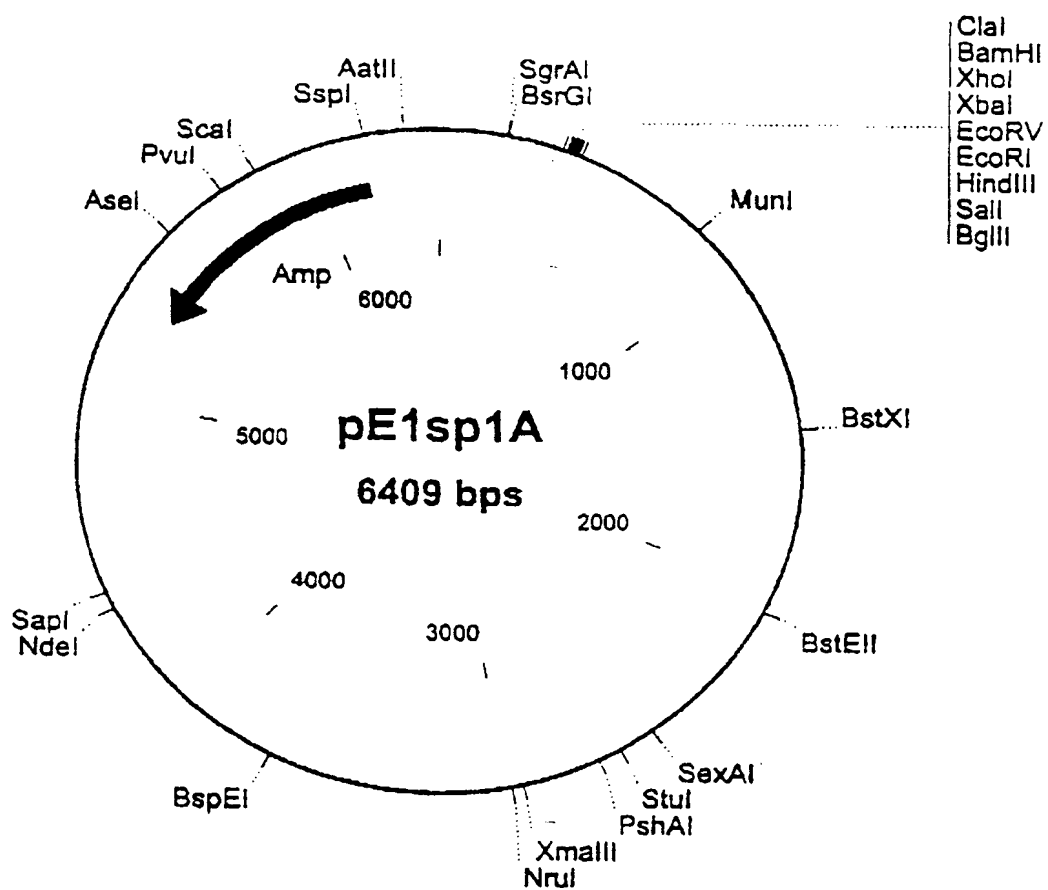 ClaI
BamHI
XhoI
XbaI
EcoRV
EcoRI
HindIII
SalI
BglII
AatII
SspI
ScaI
PvuI
AseI
SgrAI
BsrGI
MunI
Amp
6000
1000
BstXI
pE1sp1A
6409 bps
5000
2000
4000
3000
SapI
NdeI
BstEII
BspEI
SexAI
StuI
PshAI
XmaIII
NruI